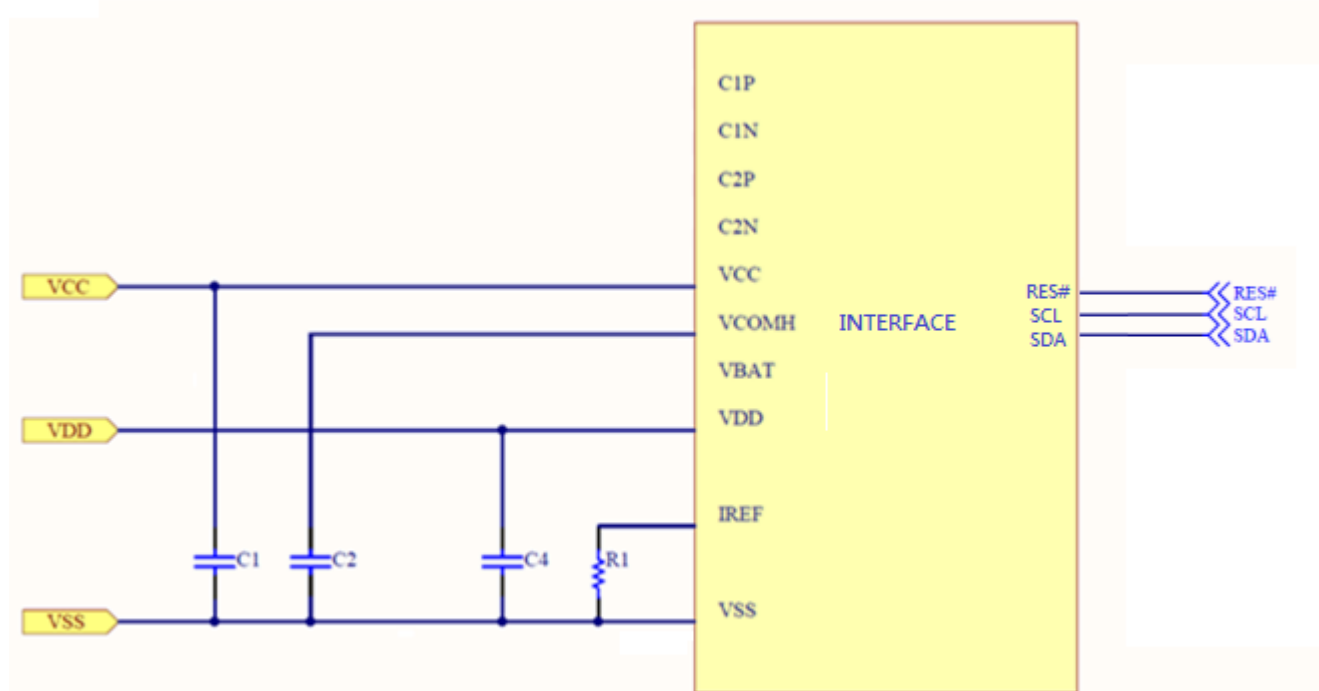 C1P
C1N
C2P
C2N
VCC VCC
RES# RES#
VCOMH INTERFACE SCL SCL
SDA SDA
VBAT
VDD VDD
IREF
C1 C2 C4 R1
VSS VSS